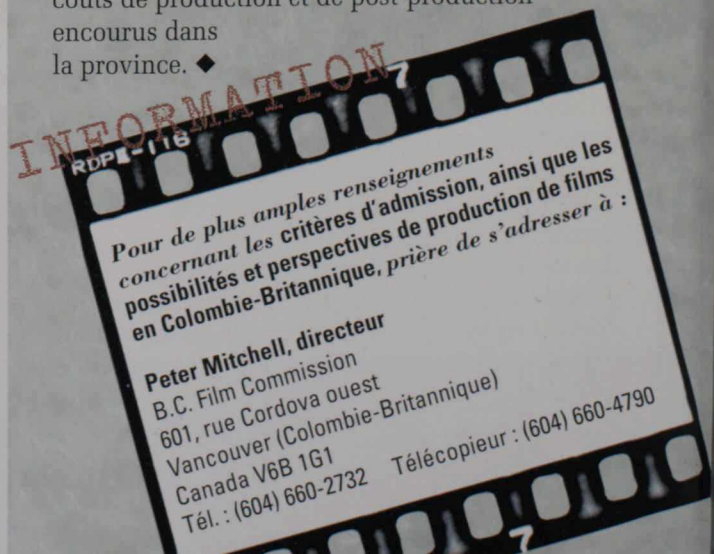 coûts de production et de post-production
encourus dans
la province. ◆
INFORMATION
7
RDPE-118
Pour de plus amples renseignements
concernant les critères d'admission, ainsi que les
possibilités et perspectives de production de films
en Colombie-Britannique, prière de s'adresser à :
Peter Mitchell, directeur
B.C. Film Commission
601, rue Cordova ouest
Vancouver (Colombie-Britannique)
Canada V6B 1G1
Tél. : (604) 660-2732 Télécopieur : (604) 660-4790
7